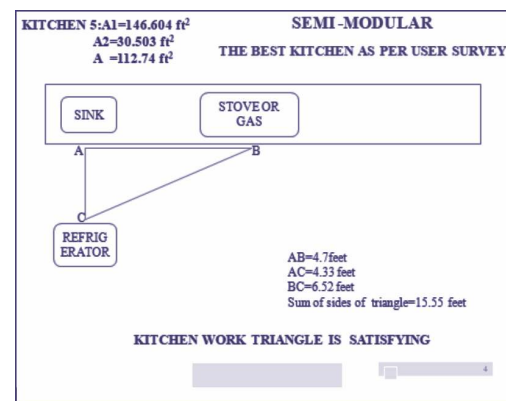 KITCHEN 5:A1=146.604 ft²
A2=30.503 ft²
A =112.74 ft²
SEMI-MODULAR
THE BEST KITCHEN AS PER USER SURVEY
SINK
STOVE OR
GAS
A
B
C
REFRIG
ERATOR
AB=4.7feet
AC=4.33 feet
BC=6.52 feet
Sum of sides of triangle=15.55 feet
KITCHEN WORK TRIANGLE IS SATISFYING
4